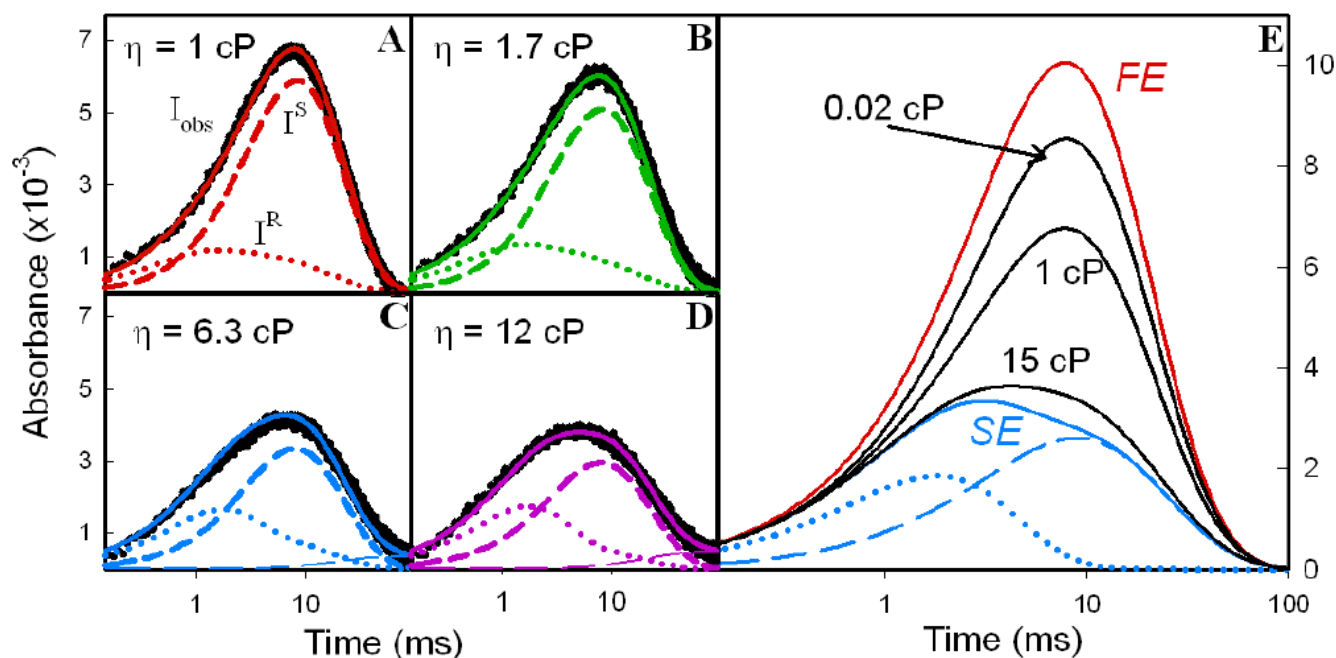 η = 1 cP
A
I_obs
I^S
I^R
7
5
3
1
η = 1.7 cP
B
η = 6.3 cP
C
7
5
3
1
η = 12 cP
D
Absorbance (x10^-3)
1
10
1
10
Time (ms)
E
FE
0.02 cP
1 cP
15 cP
SE
10
8
6
4
2
0
1
10
100
Time (ms)